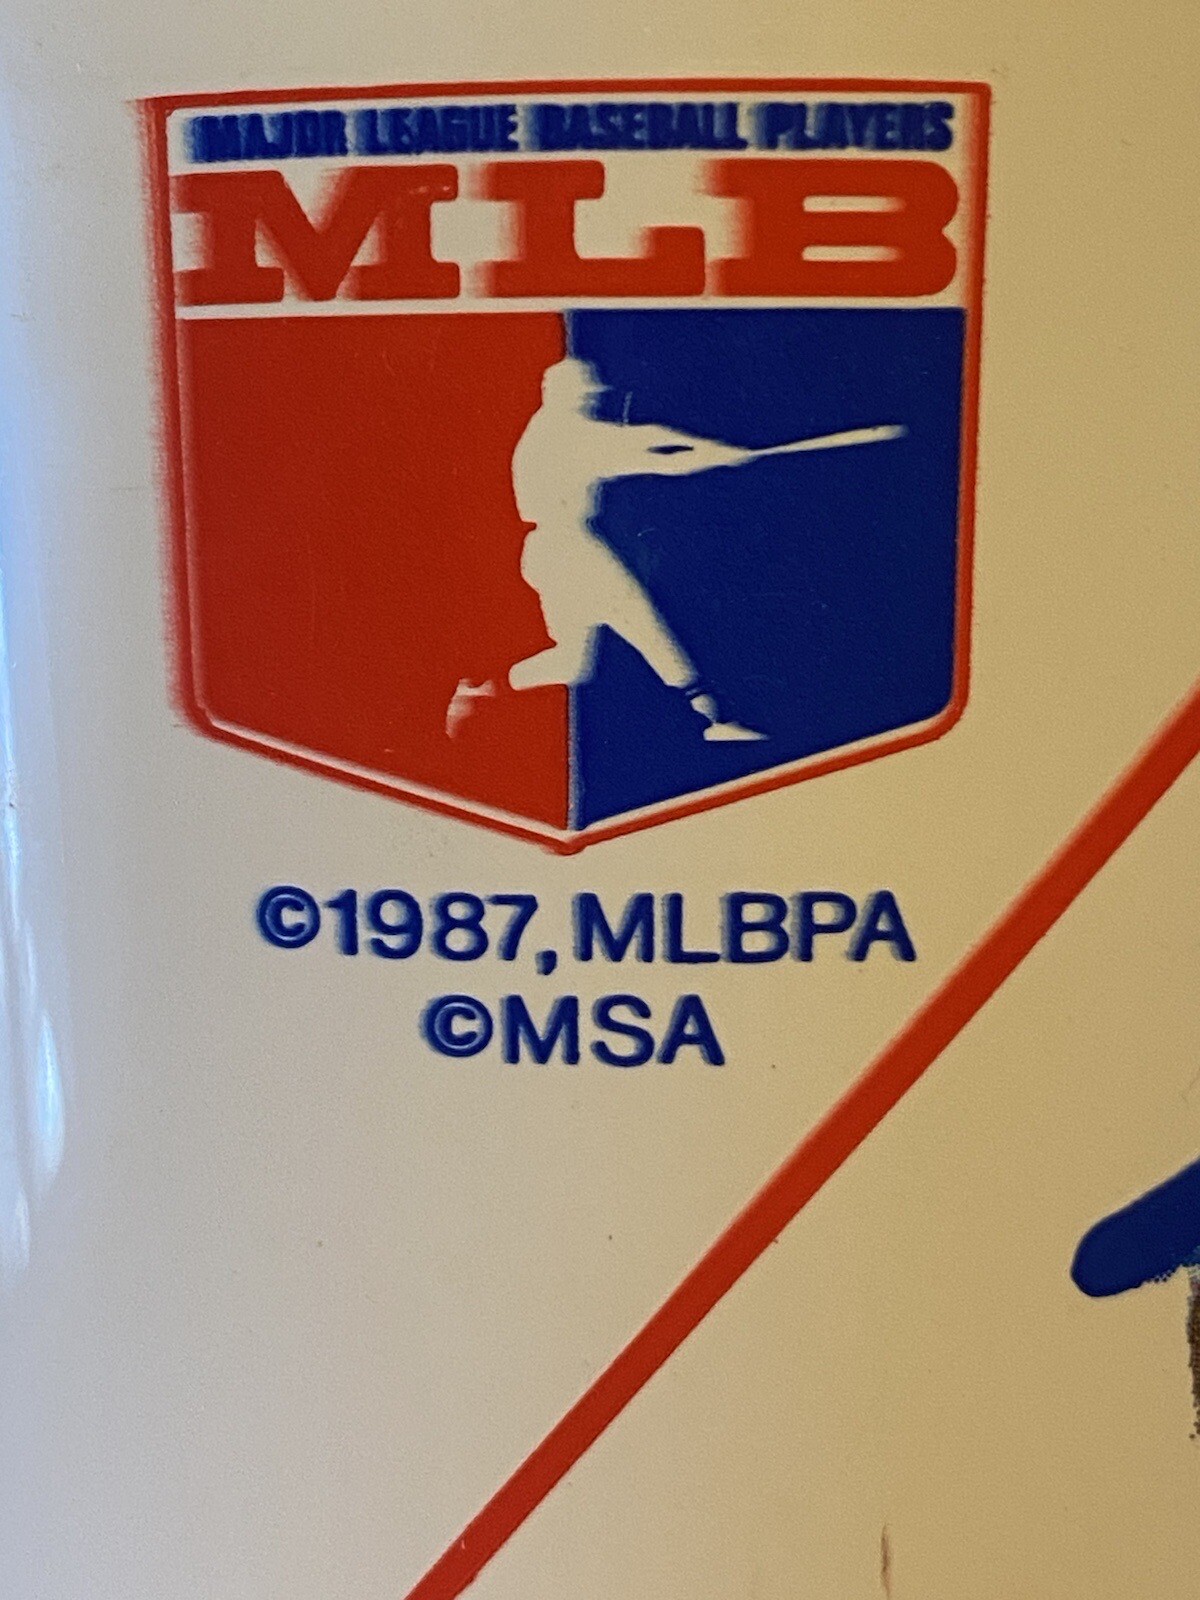 MAJOR LEAGUE BASEBALL PLAYERS
MLB
©1987, MLBPA
©MSA